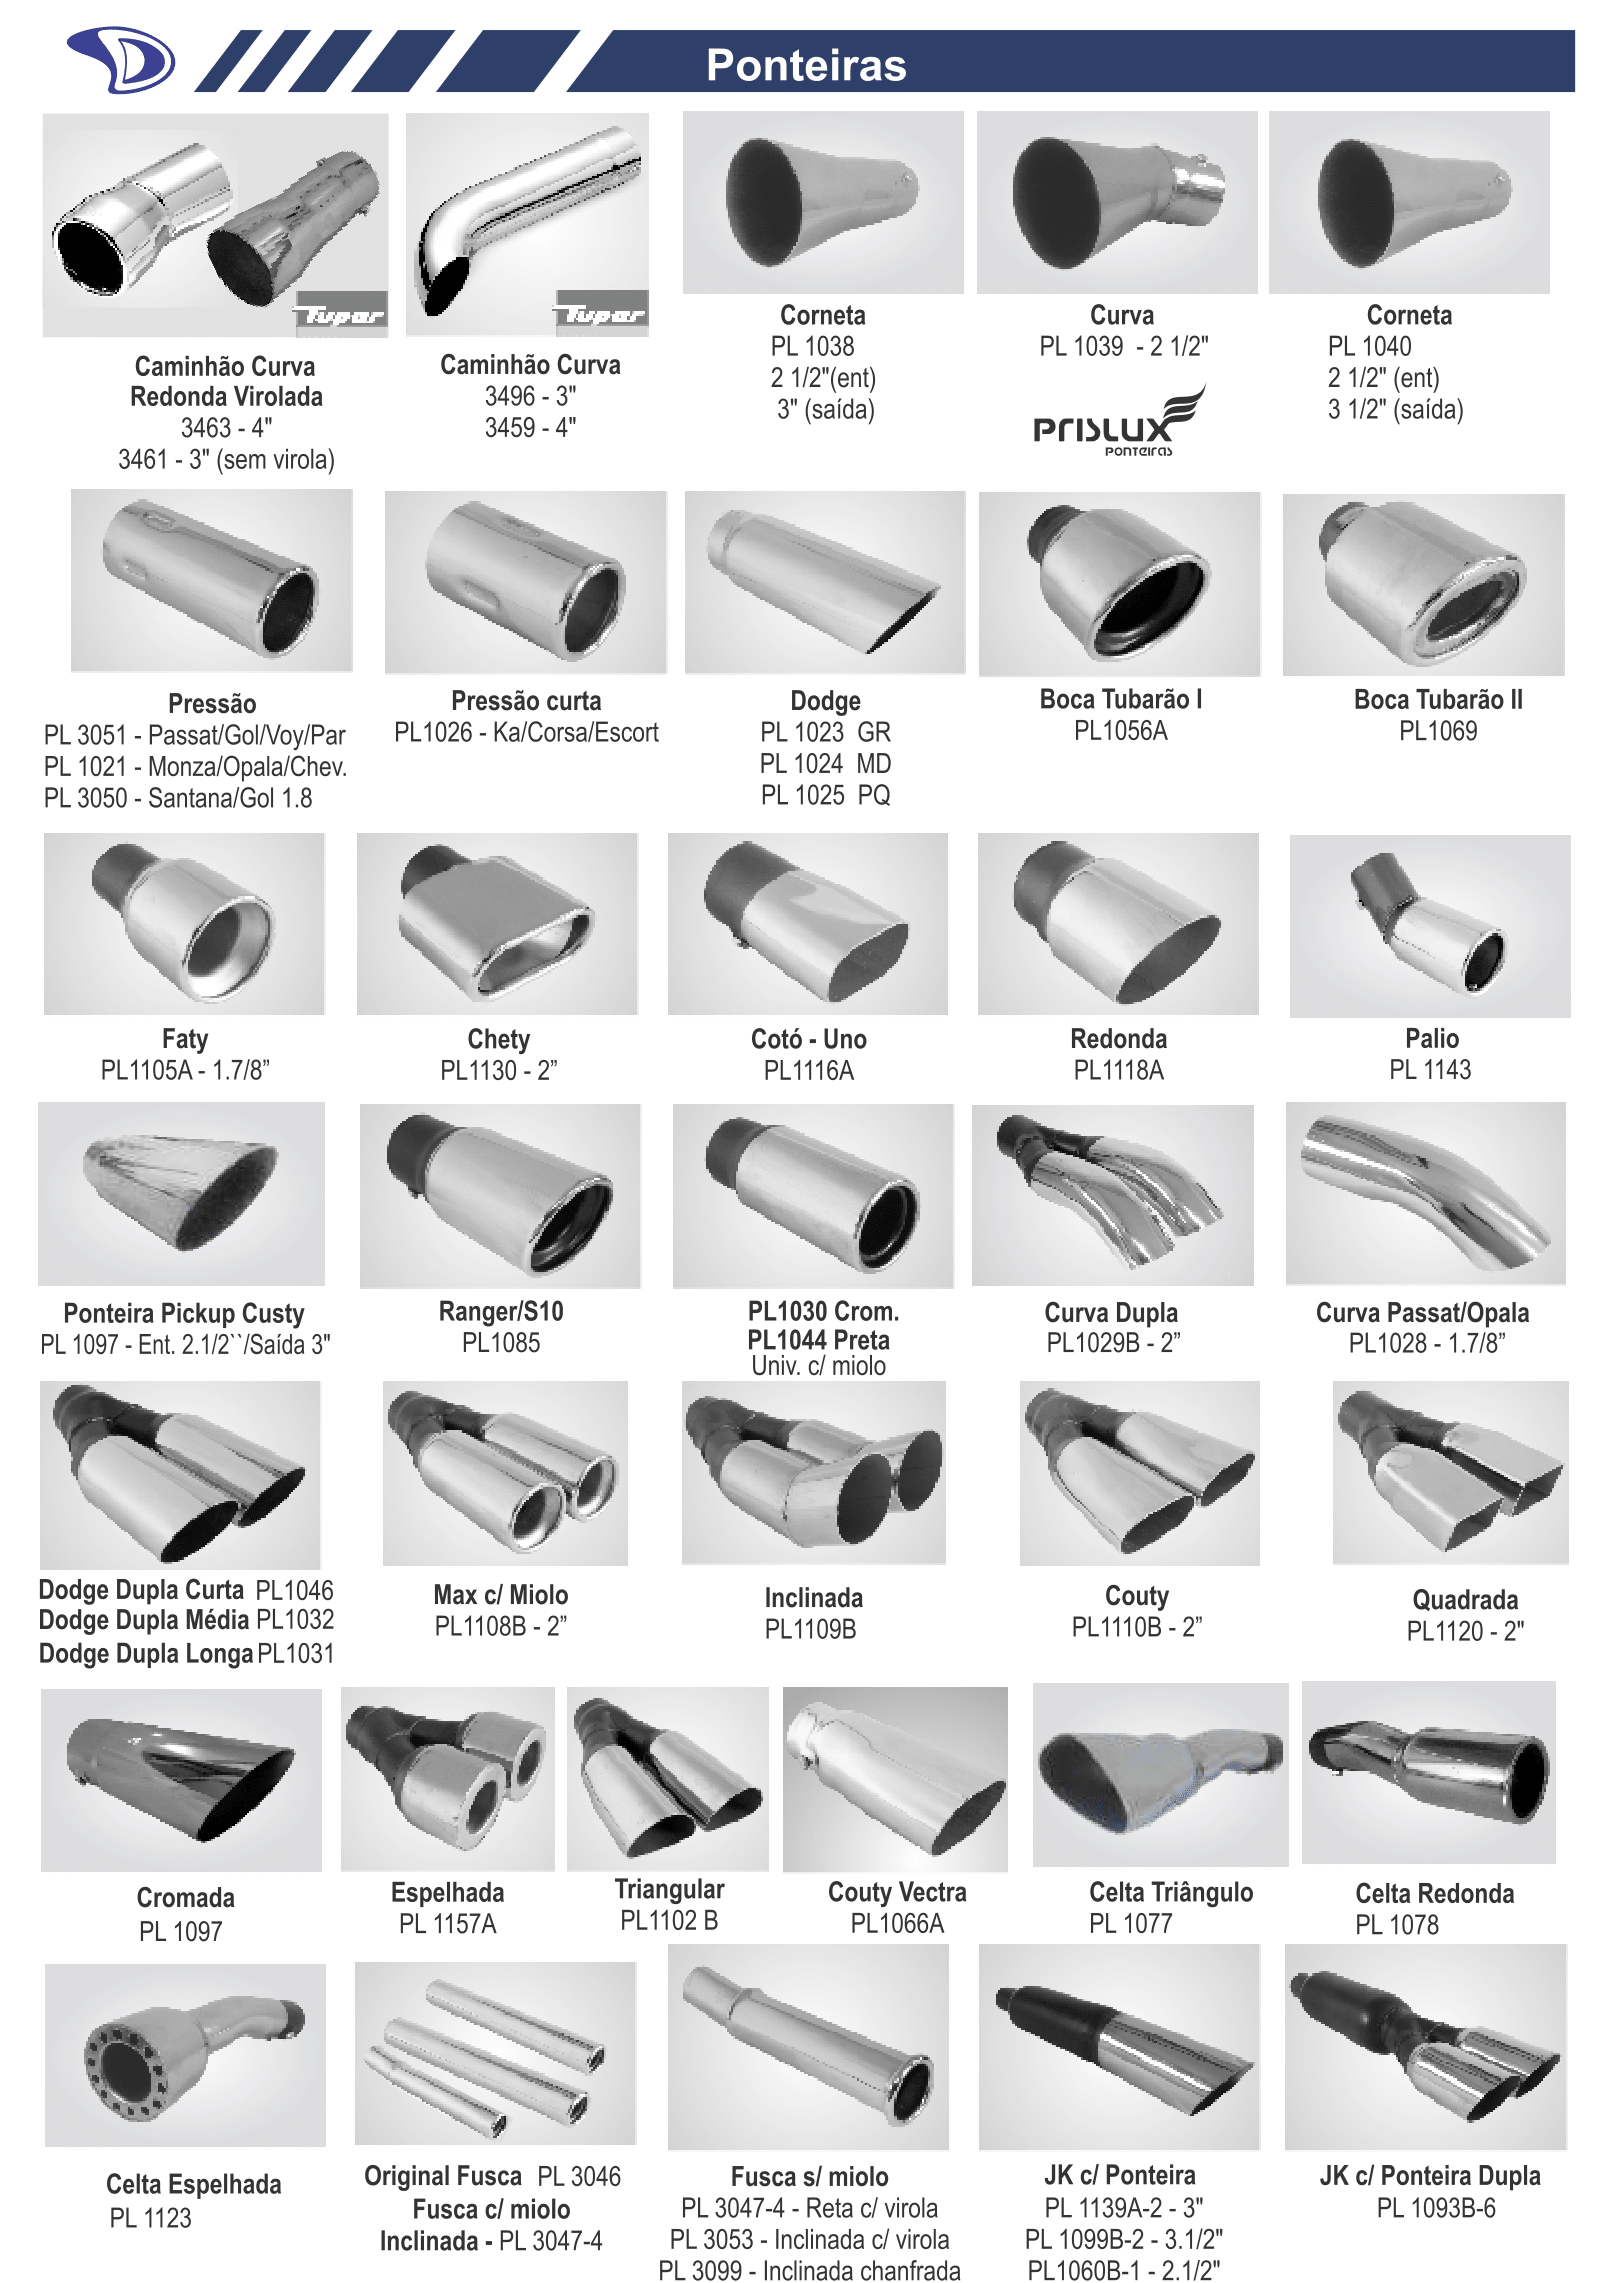 Ponteiras
Tupar
Tupar
Caminhão Curva
Redonda Virolada
3463 - 4"
3461 - 3" (sem virola)
Caminhão Curva
3496 - 3"
3459 - 4"
Corneta
PL 1038
2 1/2"(ent)
3" (saída)
Curva
PL 1039 - 2 1/2"
PRISLUX
PONTEIRAS
Corneta
PL 1040
2 1/2" (ent)
3 1/2" (saída)
Pressão
PL 3051 - Passat/Gol/Voy/Par
PL 1021 - Monza/Opala/Chev.
PL 3050 - Santana/Gol 1.8
Pressão curta
PL1026 - Ka/Corsa/Escort
Dodge
PL 1023 GR
PL 1024 MD
PL 1025 PQ
Boca Tubarão I
PL1056A
Boca Tubarão II
PL1069
Faty
PL1105A - 1.7/8”
Chety
PL1130 - 2”
Cotó - Uno
PL1116A
Redonda
PL1118A
Palio
PL 1143
Ponteira Pickup Custy
PL 1097 - Ent. 2.1/2``/Saída 3"
Ranger/S10
PL1085
PL1030 Crom.
PL1044 Preta
Univ. c/ miolo
Curva Dupla
PL1029B - 2”
Curva Passat/Opala
PL1028 - 1.7/8”
Dodge Dupla Curta PL1046
Dodge Dupla Média PL1032
Dodge Dupla Longa PL1031
Max c/ Miolo
PL1108B - 2”
Inclinada
PL1109B
Couty
PL1110B - 2”
Quadrada
PL1120 - 2"
Cromada
PL 1097
Espelhada
PL 1157A
Triangular
PL1102 B
Couty Vectra
PL1066A
Celta Triângulo
PL 1077
Celta Redonda
PL 1078
Celta Espelhada
PL 1123
Original Fusca PL 3046
Fusca c/ miolo
Inclinada - PL 3047-4
Fusca s/ miolo
PL 3047-4 - Reta c/ virola
PL 3053 - Inclinada c/ virola
PL 3099 - Inclinada chanfrada
JK c/ Ponteira
PL 1139A-2 - 3"
PL 1099B-2 - 3.1/2"
PL1060B-1 - 2.1/2"
JK c/ Ponteira Dupla
PL 1093B-6